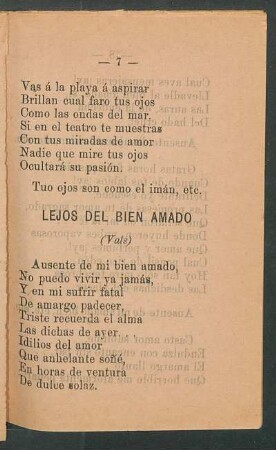 — 7 —
Vas á la playa á aspirar
Brillan cual faro tus ojos
Como las ondas del mar,
Si en el teatro te muestras
Con tus miradas de amor
Nadie que mire tus ojos
Ocultará su pasión.
Tuo ojos son como el imán, etc.
LEJOS DEL BIEN AMADO
(Vals)
Ausente de mi bien amado,
No puedo vivir ya jamás,
Y en mi sufrir fatal
De amargo padecer,
Triste recuerda el alma
Las dichas de ayer.
Idilios del amor
Que anhelante soñé,
En horas de ventura
De dulce solaz.